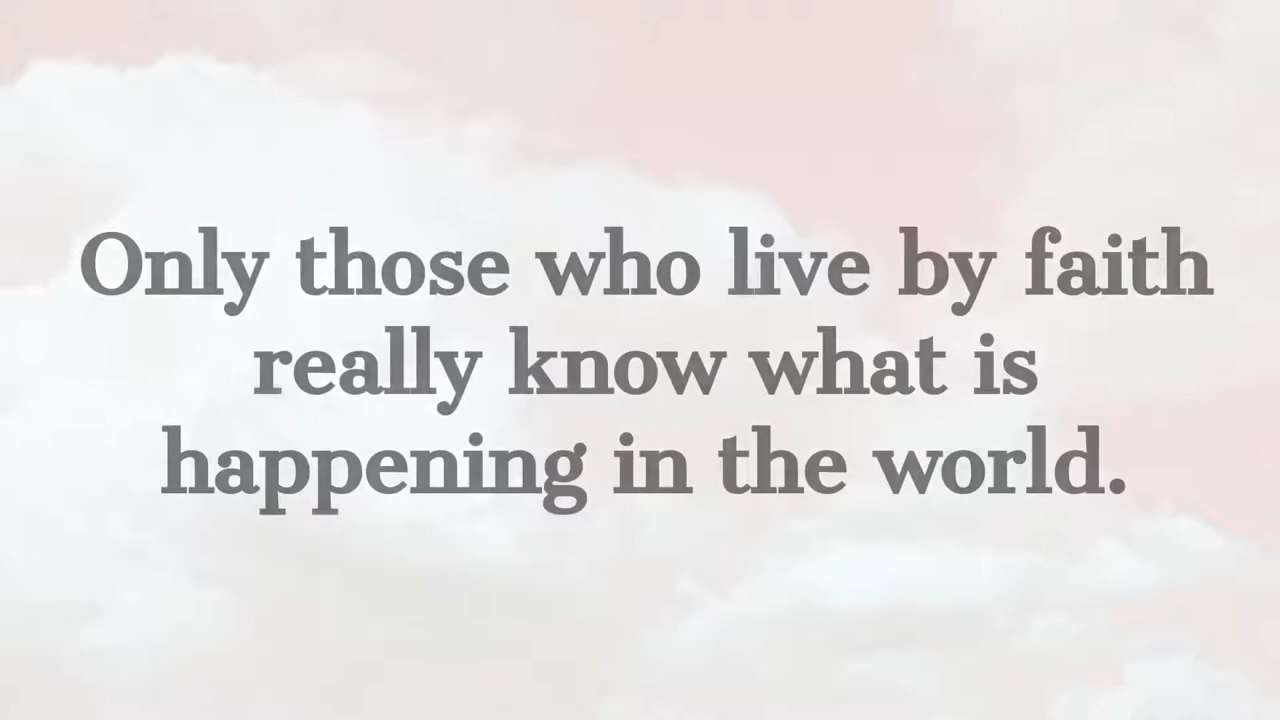 Only those who live by faith
really know what is
happening in the world.